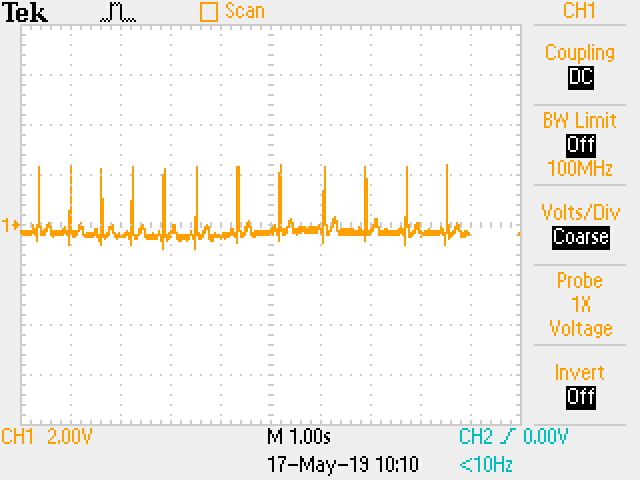 Tek Scan CH1
Coupling
DC
BW Limit
Off
100MHz
Volts/Div
Coarse
1
Probe
1X
Voltage
Invert
Off
CH1 2.00V M 1.00s CH2 0.00V
17-May-19 10:10 <10Hz